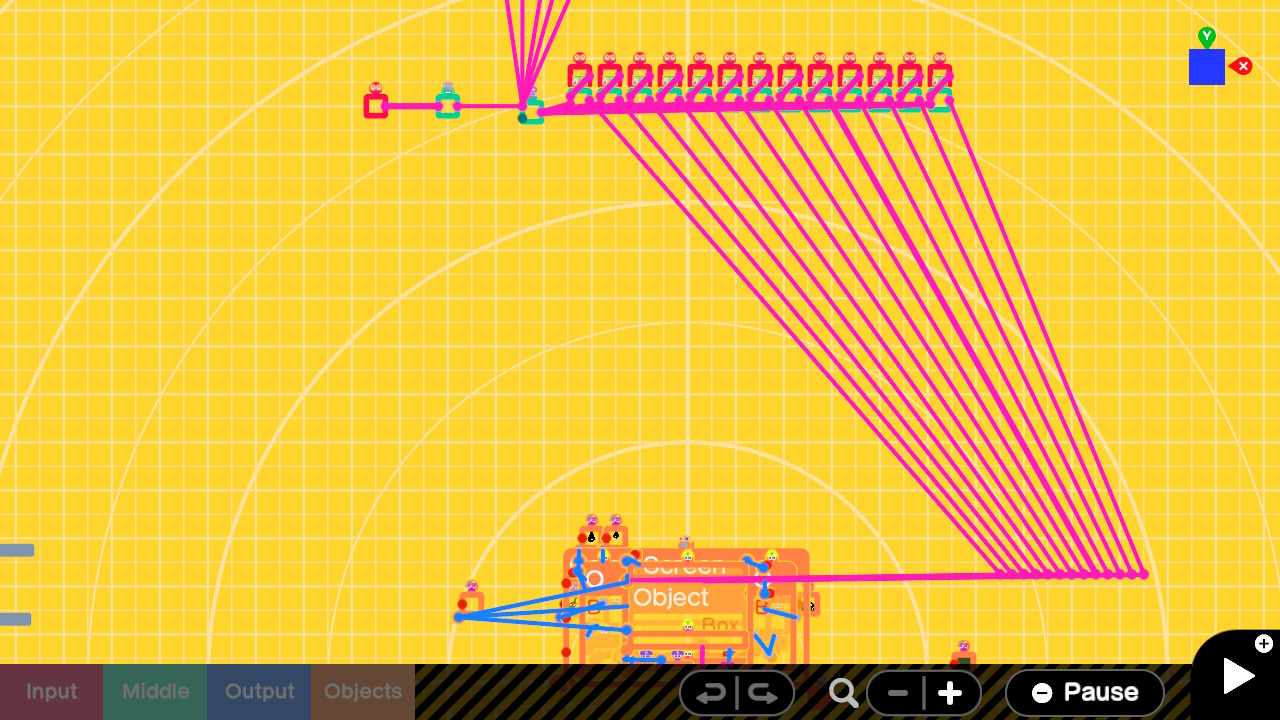 Y
X
Screen
Object
Box
Input
Middle
Output
Objects
Pause